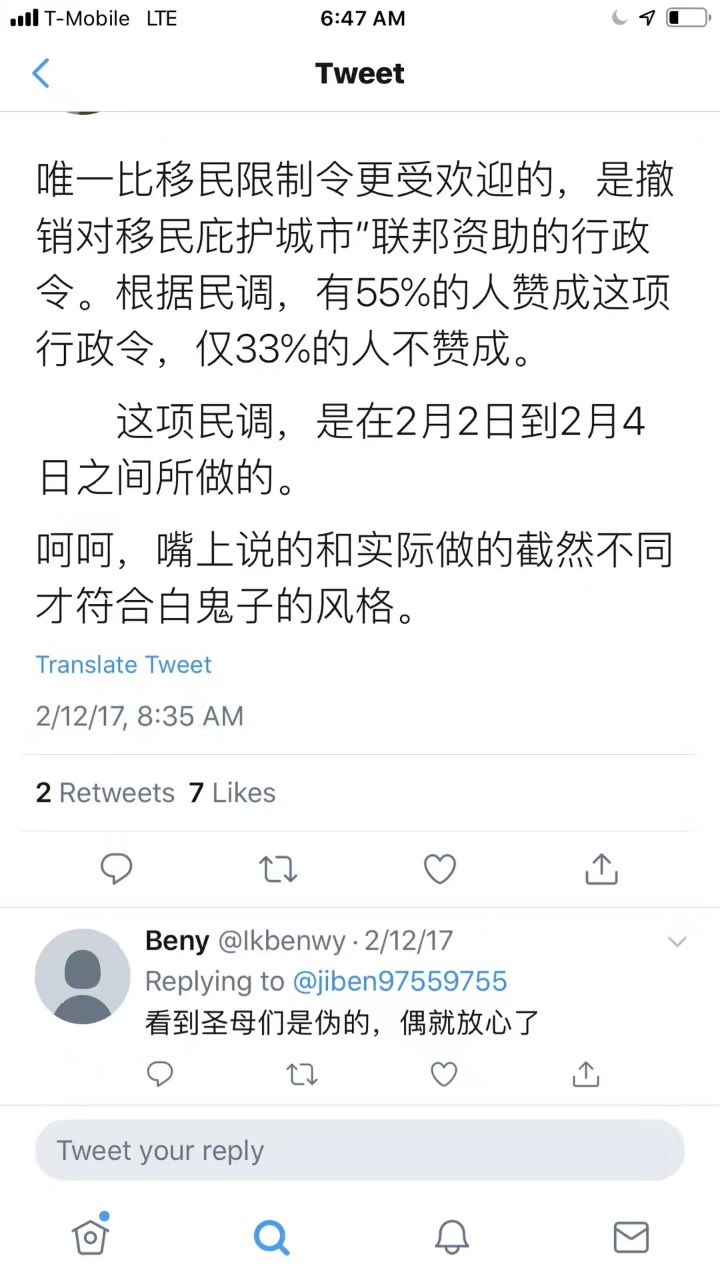 T-Mobile LTE 6:47 AM
Tweet
唯一比移民限制令更受欢迎的，是撤
销对移民庇护城市”联邦资助的行政
令。根据民调，有55%的人赞成这项
行政令，仅33%的人不赞成。
这项民调，是在2月2日到2月4
日之间所做的。
呵呵，嘴上说的和实际做的截然不同
才符合白鬼子的风格。
Translate Tweet
2/12/17, 8:35 AM
2 Retweets 7 Likes
Beny @lkbenwy · 2/12/17
Replying to @jiben97559755
看到圣母们是伪的，偶就放心了
Tweet your reply